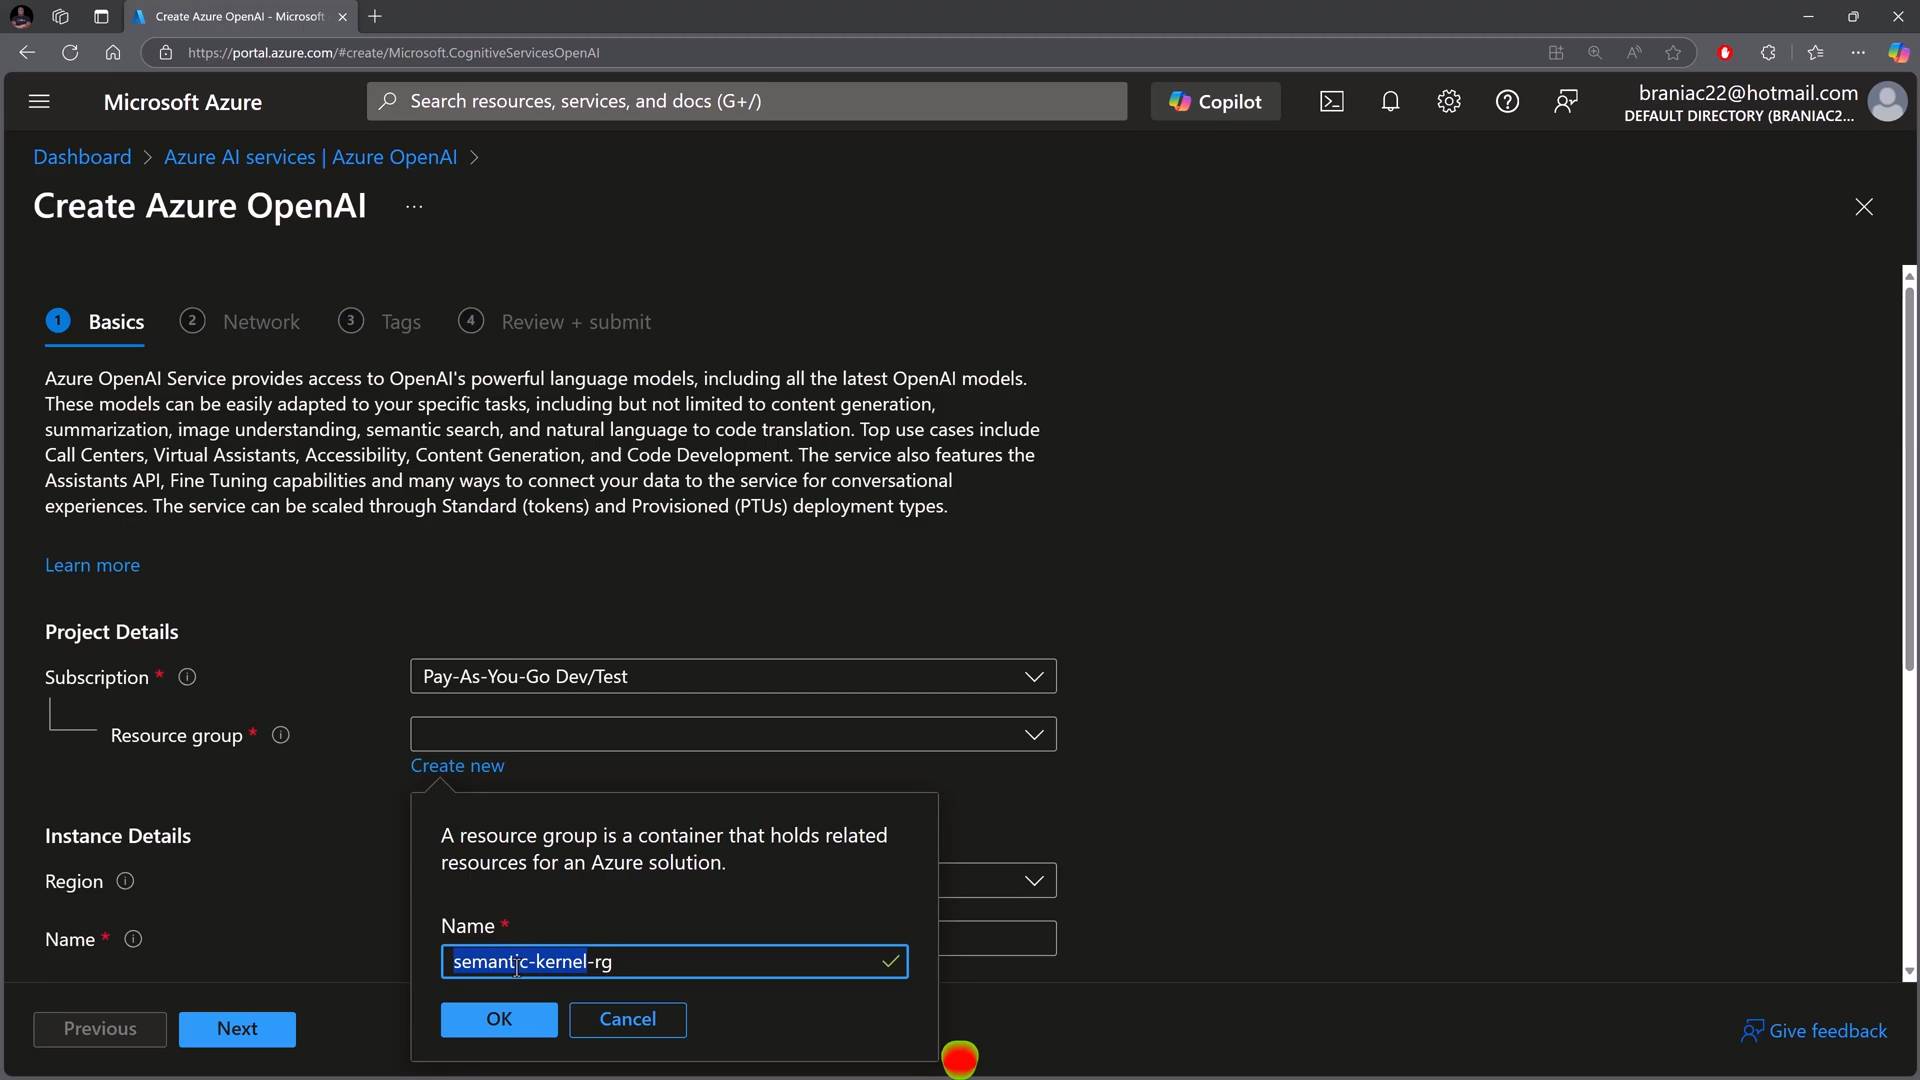 Create Azure OpenAI - Microsoft
https://portal.azure.com/#create/Microsoft.CognitiveServicesOpenAI
Microsoft Azure
Search resources, services, and docs (G+/)
Copilot
braniac22@hotmail.com
DEFAULT DIRECTORY (BRANIAC2...
Dashboard > Azure AI services | Azure OpenAI >
Create Azure OpenAI ...
1 Basics 2 Network 3 Tags 4 Review + submit
Azure OpenAI Service provides access to OpenAI's powerful language models, including all the latest OpenAI models.
These models can be easily adapted to your specific tasks, including but not limited to content generation,
summarization, image understanding, semantic search, and natural language to code translation. Top use cases include
Call Centers, Virtual Assistants, Accessibility, Content Generation, and Code Development. The service also features the
Assistants API, Fine Tuning capabilities and many ways to connect your data to the service for conversational
experiences. The service can be scaled through Standard (tokens) and Provisioned (PTUs) deployment types.
Learn more
Project Details
Subscription * Pay-As-You-Go Dev/Test
Resource group *
Create new
A resource group is a container that holds related
resources for an Azure solution.
Name *
semantic-kernel-rg
OK Cancel
Instance Details
Region
Name *
Previous Next
Give feedback